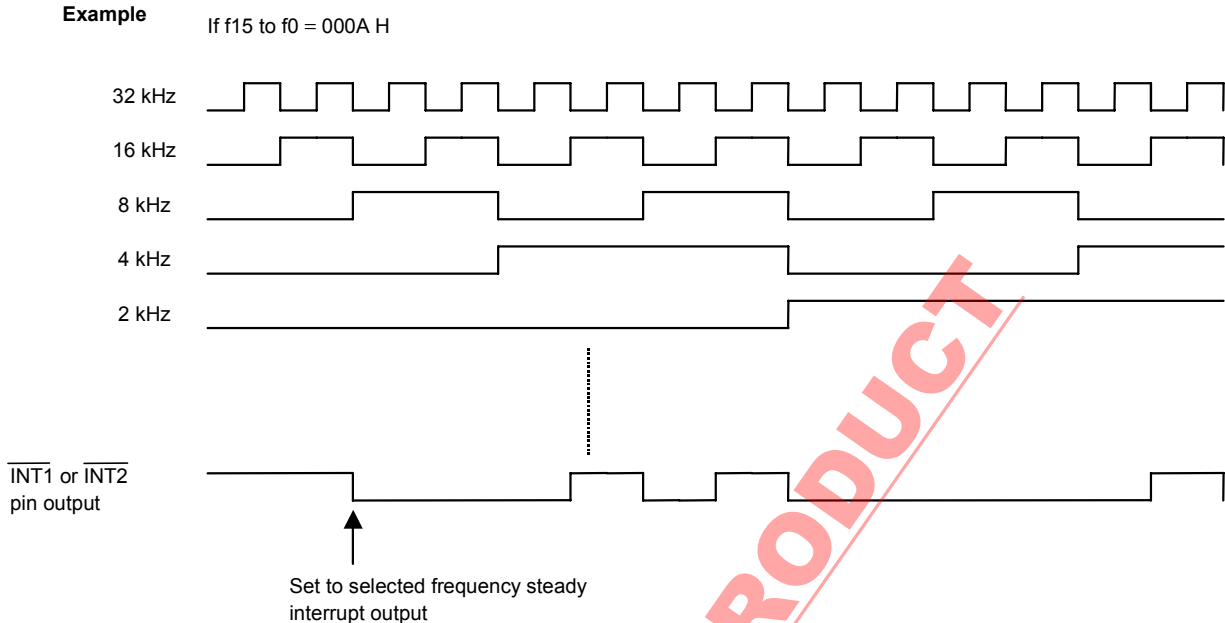 Example
If f15 to f0 = 000A H
32 kHz
16 kHz
8 kHz
4 kHz
2 kHz
INT1 or INT2
pin output
Set to selected frequency steady
interrupt output
RODUCT